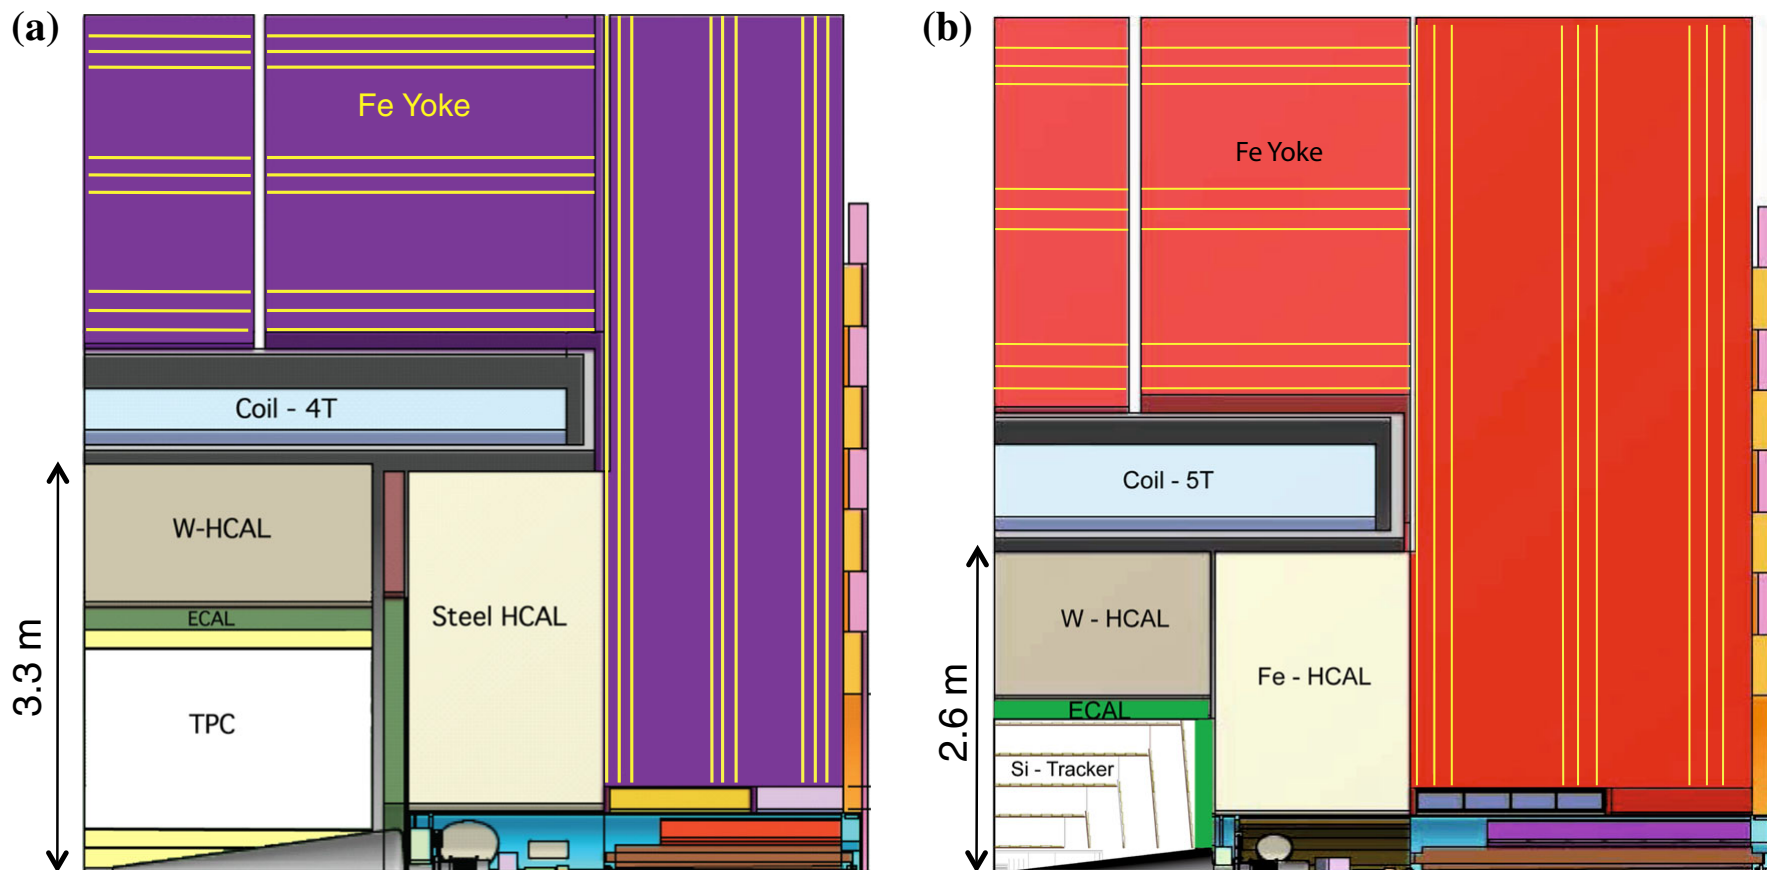 (a)
Fe Yoke
Coil - 4T
W-HCAL
ECAL
Steel HCAL
TPC
3.3 m
(b)
Fe Yoke
Coil - 5T
W - HCAL
Fe - HCAL
ECAL
Si - Tracker
2.6 m